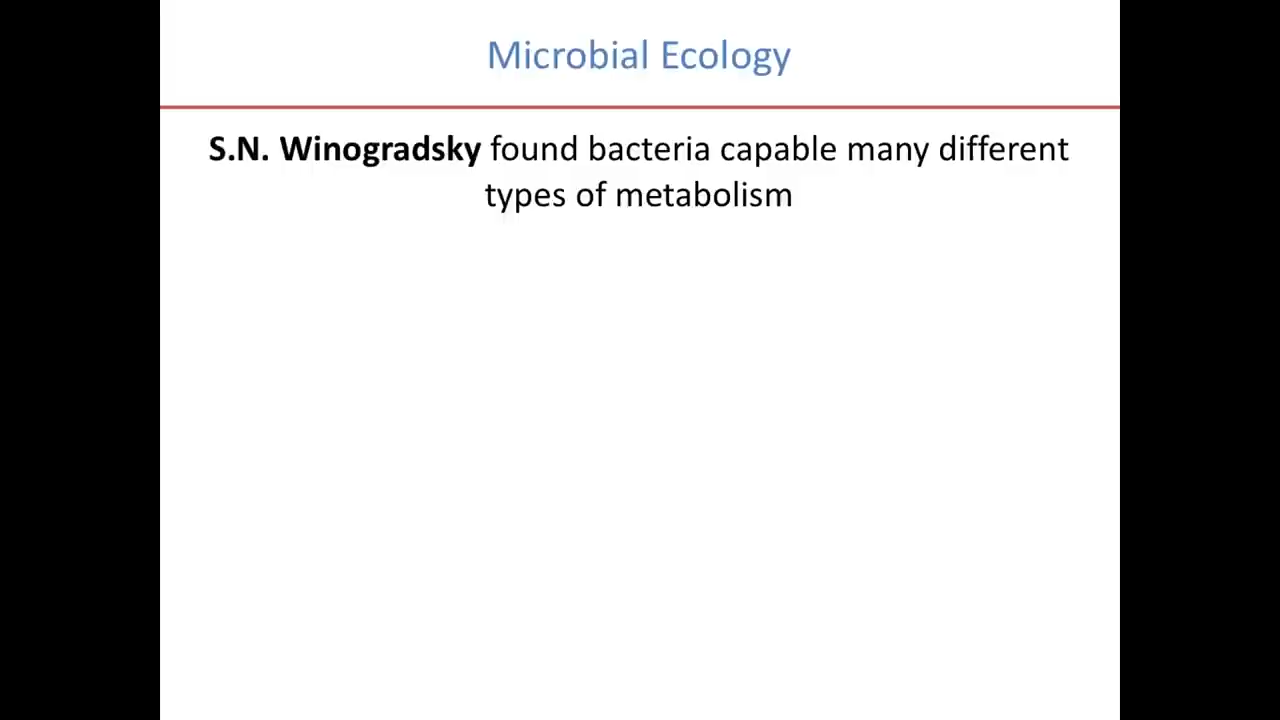 Microbial Ecology
S.N. Winogradsky found bacteria capable many different
types of metabolism